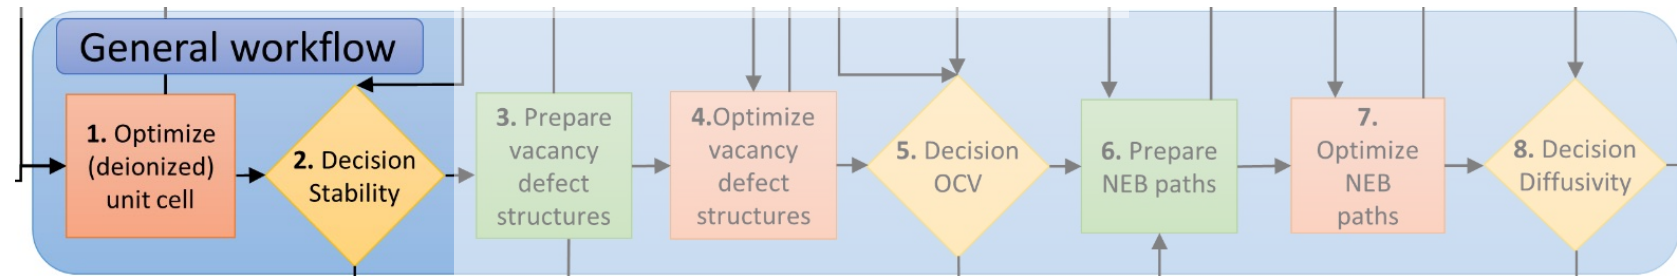 General workflow
1. Optimize
(deionized)
unit cell
2. Decision
Stability
3. Prepare
vacancy
defect
structures
4.Optimize
vacancy
defect
structures
5. Decision
OCV
6. Prepare
NEB paths
7.
Optimize
NEB
paths
8. Decision
Diffusivity